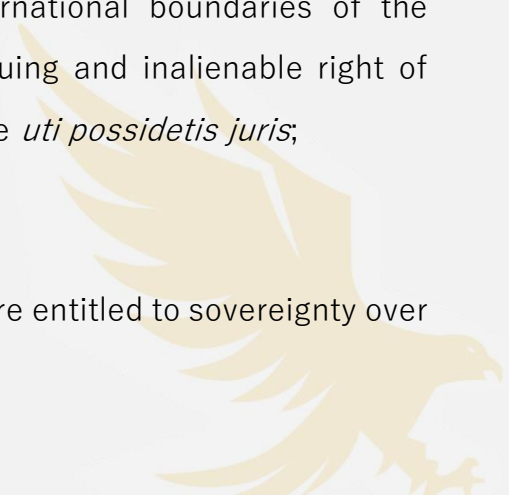 rnational boundaries of the
uing and inalienable right of
e uti possidetis juris;
re entitled to sovereignty over